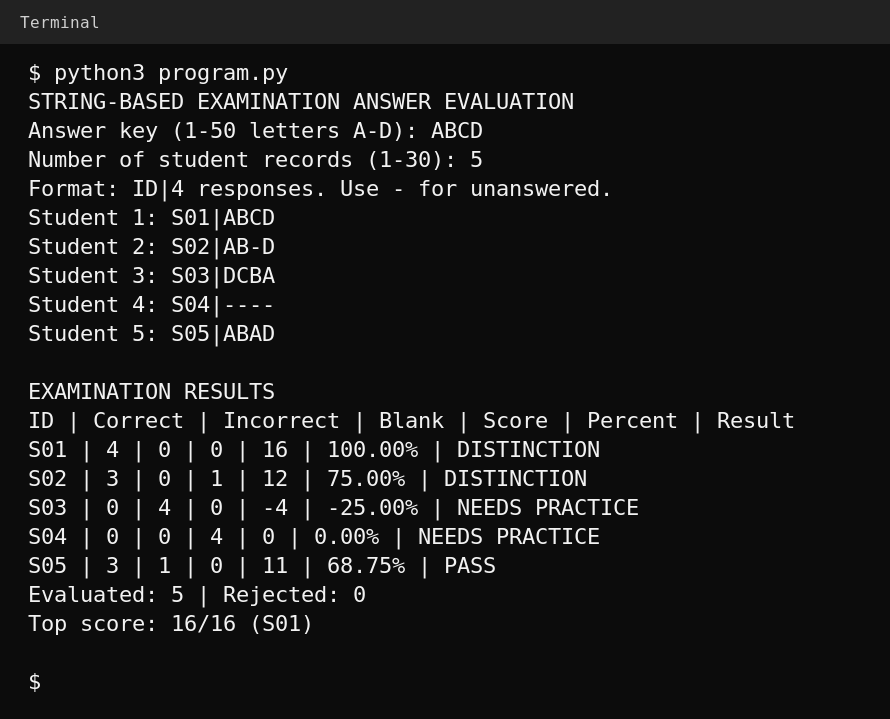 Terminal
$ python3 program.py
STRING-BASED EXAMINATION ANSWER EVALUATION
Answer key (1-50 letters A-D): ABCD
Number of student records (1-30): 5
Format: ID|4 responses. Use - for unanswered.
Student 1: S01|ABCD
Student 2: S02|AB-D
Student 3: S03|DCBA
Student 4: S04|----
Student 5: S05|ABAD

EXAMINATION RESULTS
ID | Correct | Incorrect | Blank | Score | Percent | Result
S01 | 4 | 0 | 0 | 16 | 100.00% | DISTINCTION
S02 | 3 | 0 | 1 | 12 | 75.00% | DISTINCTION
S03 | 0 | 4 | 0 | -4 | -25.00% | NEEDS PRACTICE
S04 | 0 | 0 | 4 | 0 | 0.00% | NEEDS PRACTICE
S05 | 3 | 1 | 0 | 11 | 68.75% | PASS
Evaluated: 5 | Rejected: 0
Top score: 16/16 (S01)

$